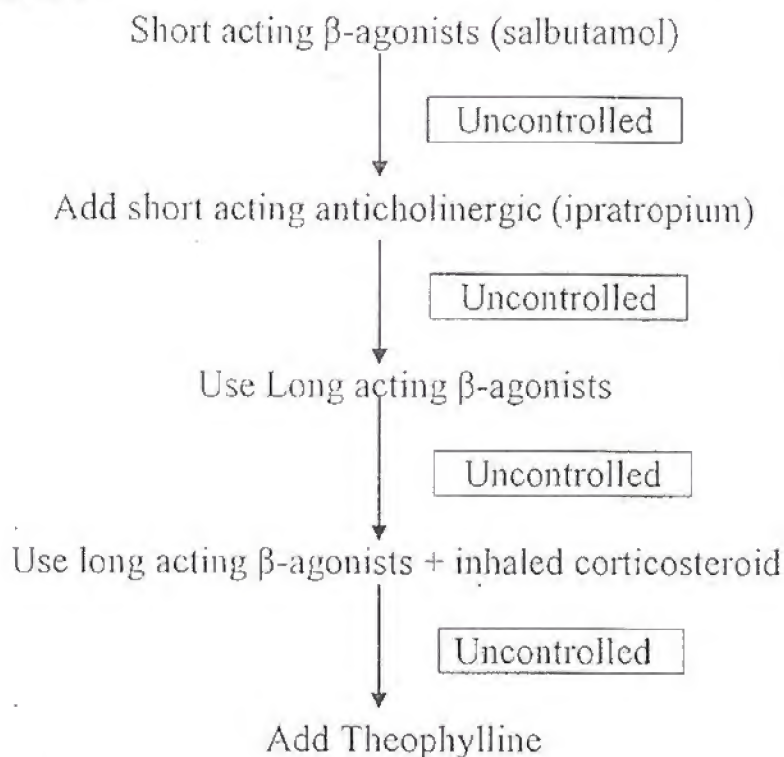 Short acting β-agonists (salbutamol)
Uncontrolled
Add short acting anticholinergic (ipratropium)
Uncontrolled
Use Long acting β-agonists
Uncontrolled
Use long acting β-agonists + inhaled corticosteroid
Uncontrolled
Add Theophylline